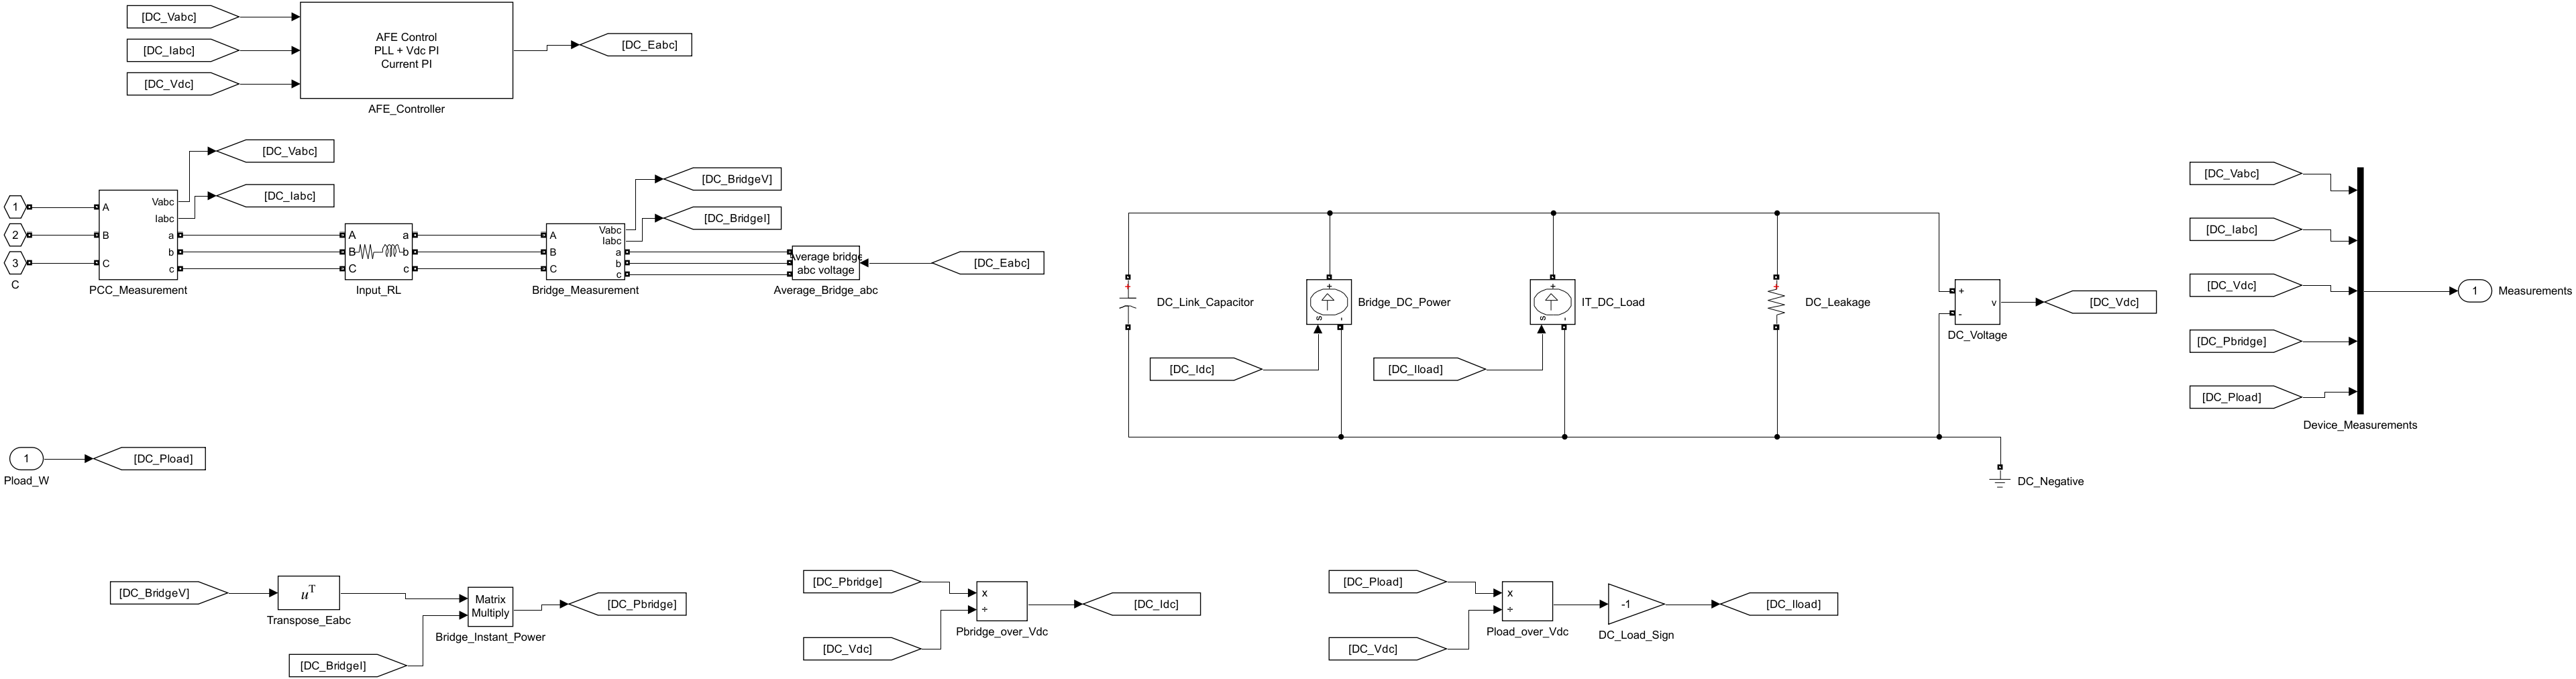 [DC_Vabc]
[DC_Iabc]
[DC_Vdc]
AFE Control
PLL + Vdc PI
Current PI
AFE_Controller
[DC_Eabc]
[DC_Vabc]
[DC_Iabc]
1
2
3
C
A
B
C
Vabc
Iabc
a
b
c
PCC_Measurement
A
B
C
a
b
c
Input_RL
[DC_BridgeV]
[DC_BridgeI]
A
B
C
Vabc
Iabc
a
b
c
Bridge_Measurement
Average bridge
abc voltage
Average_Bridge_abc
[DC_Eabc]
+
DC_Link_Capacitor
+
s
-
Bridge_DC_Power
[DC_Idc]
+
s
-
IT_DC_Load
[DC_Iload]
+
DC_Leakage
+
-
v
DC_Voltage
[DC_Vdc]
DC_Negative
[DC_Vabc]
[DC_Iabc]
[DC_Vdc]
[DC_Pbridge]
[DC_Pload]
Device_Measurements
1
Measurements
1
Pload_W
[DC_Pload]
[DC_BridgeV]
uT
Transpose_Eabc
[DC_BridgeI]
Matrix
Multiply
Bridge_Instant_Power
[DC_Pbridge]
[DC_Pbridge]
[DC_Vdc]
x
÷
Pbridge_over_Vdc
[DC_Idc]
[DC_Pload]
[DC_Vdc]
x
÷
Pload_over_Vdc
-1
DC_Load_Sign
[DC_Iload]